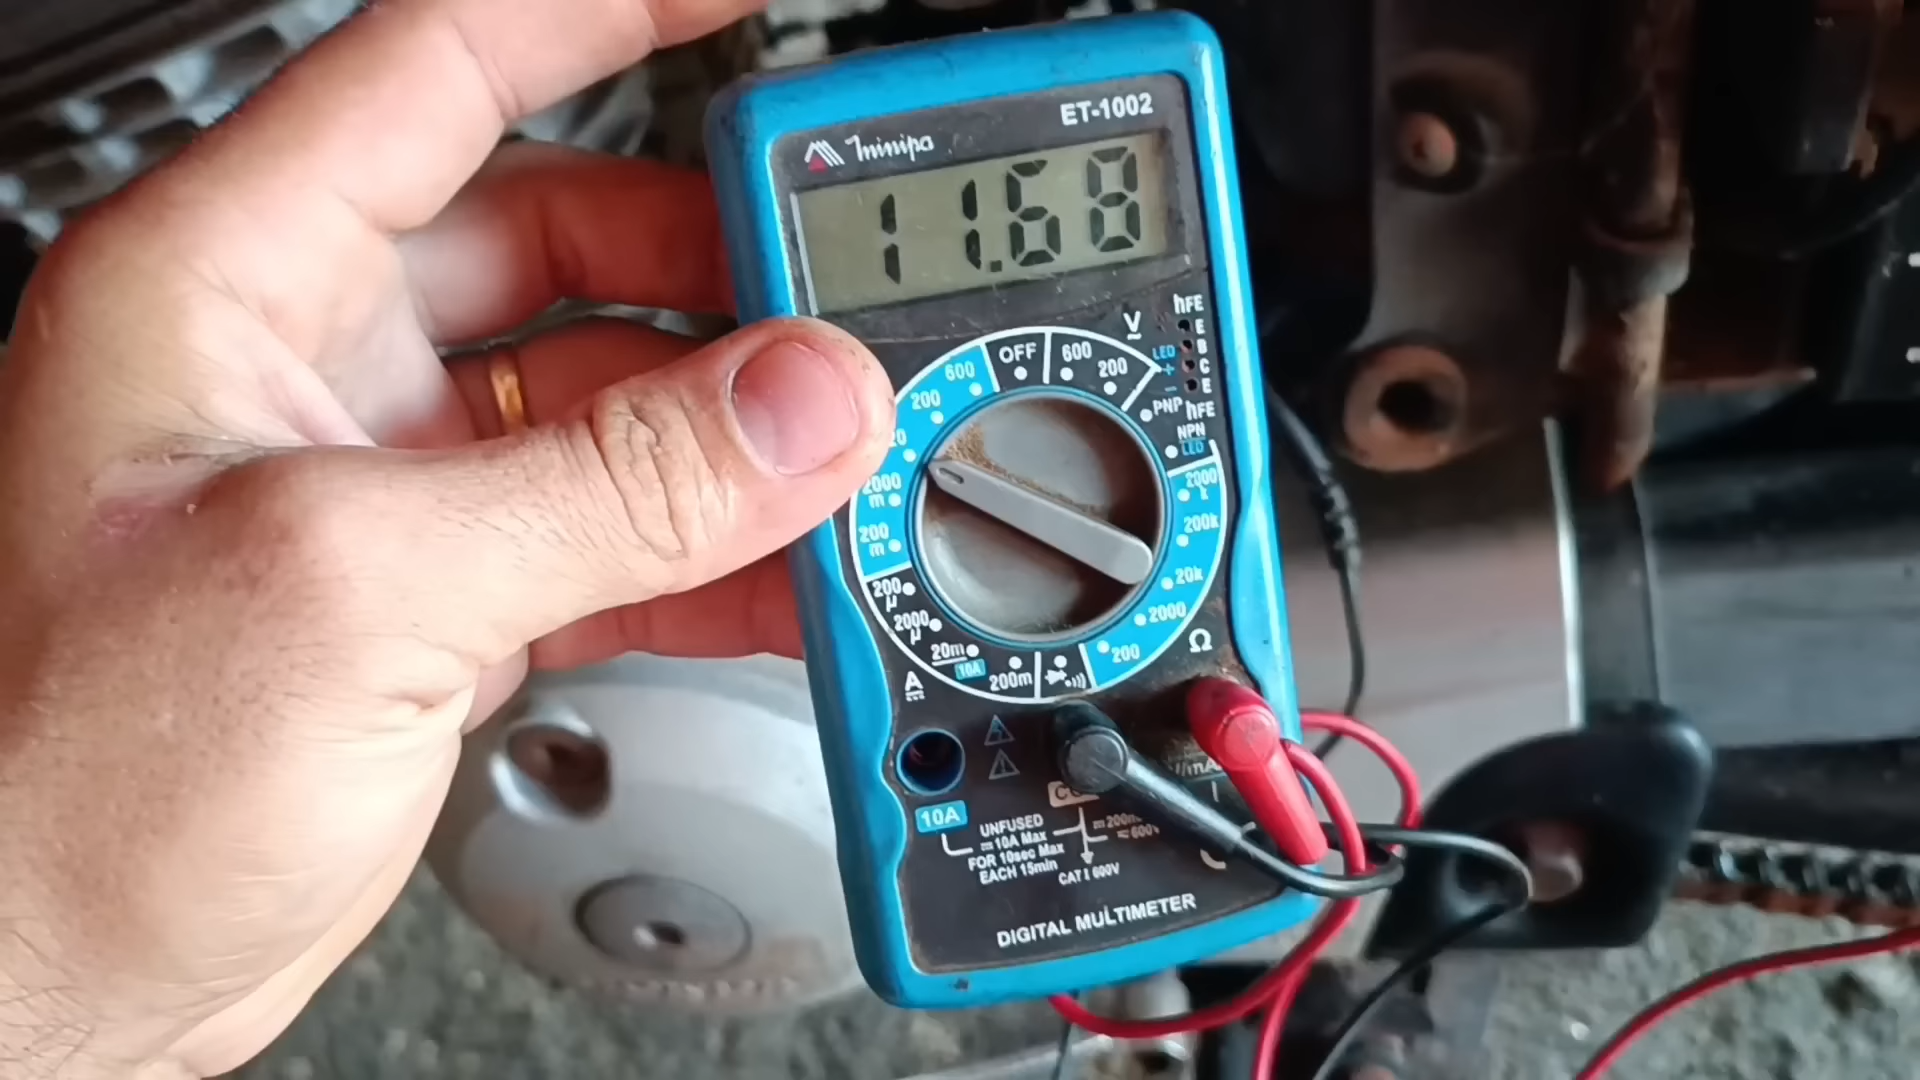 ET-1002
Minipa
11.68
OFF
600
200
V
hFE
E
B
C
E
LED
+
-
PNP
hFE
NPN
LED
600
200
20
2000
m
200
m
200
µ
2000
µ
20m
10A
200m
A
2000
k
200k
20k
2000
200
Ω
10A
UNFUSED
10A Max
FOR 10sec Max
EACH 15min
CAT I 600V
DIGITAL MULTIMETER